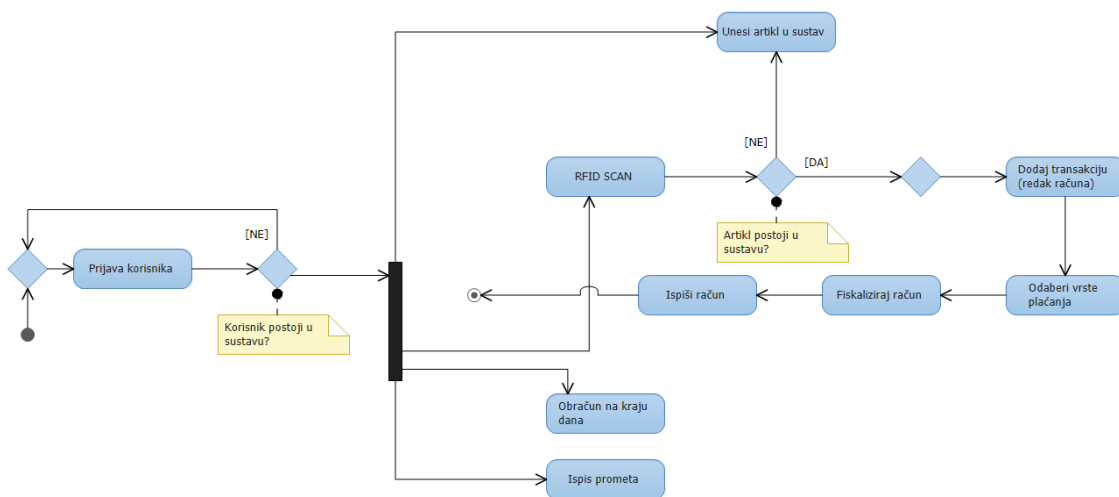 Unesi artikl u sustav
[NE]
[DA]
RFID SCAN
Dodaj transakciju
(redak računa)
Artikl postoji u
sustavu?
[NE]
Prijava korisnika
Korisnik postoji u
sustavu?
Ispiši račun
Fiskaliziraj račun
Odaberi vrste
plaćanja
Obračun na kraju
dana
Ispis prometa